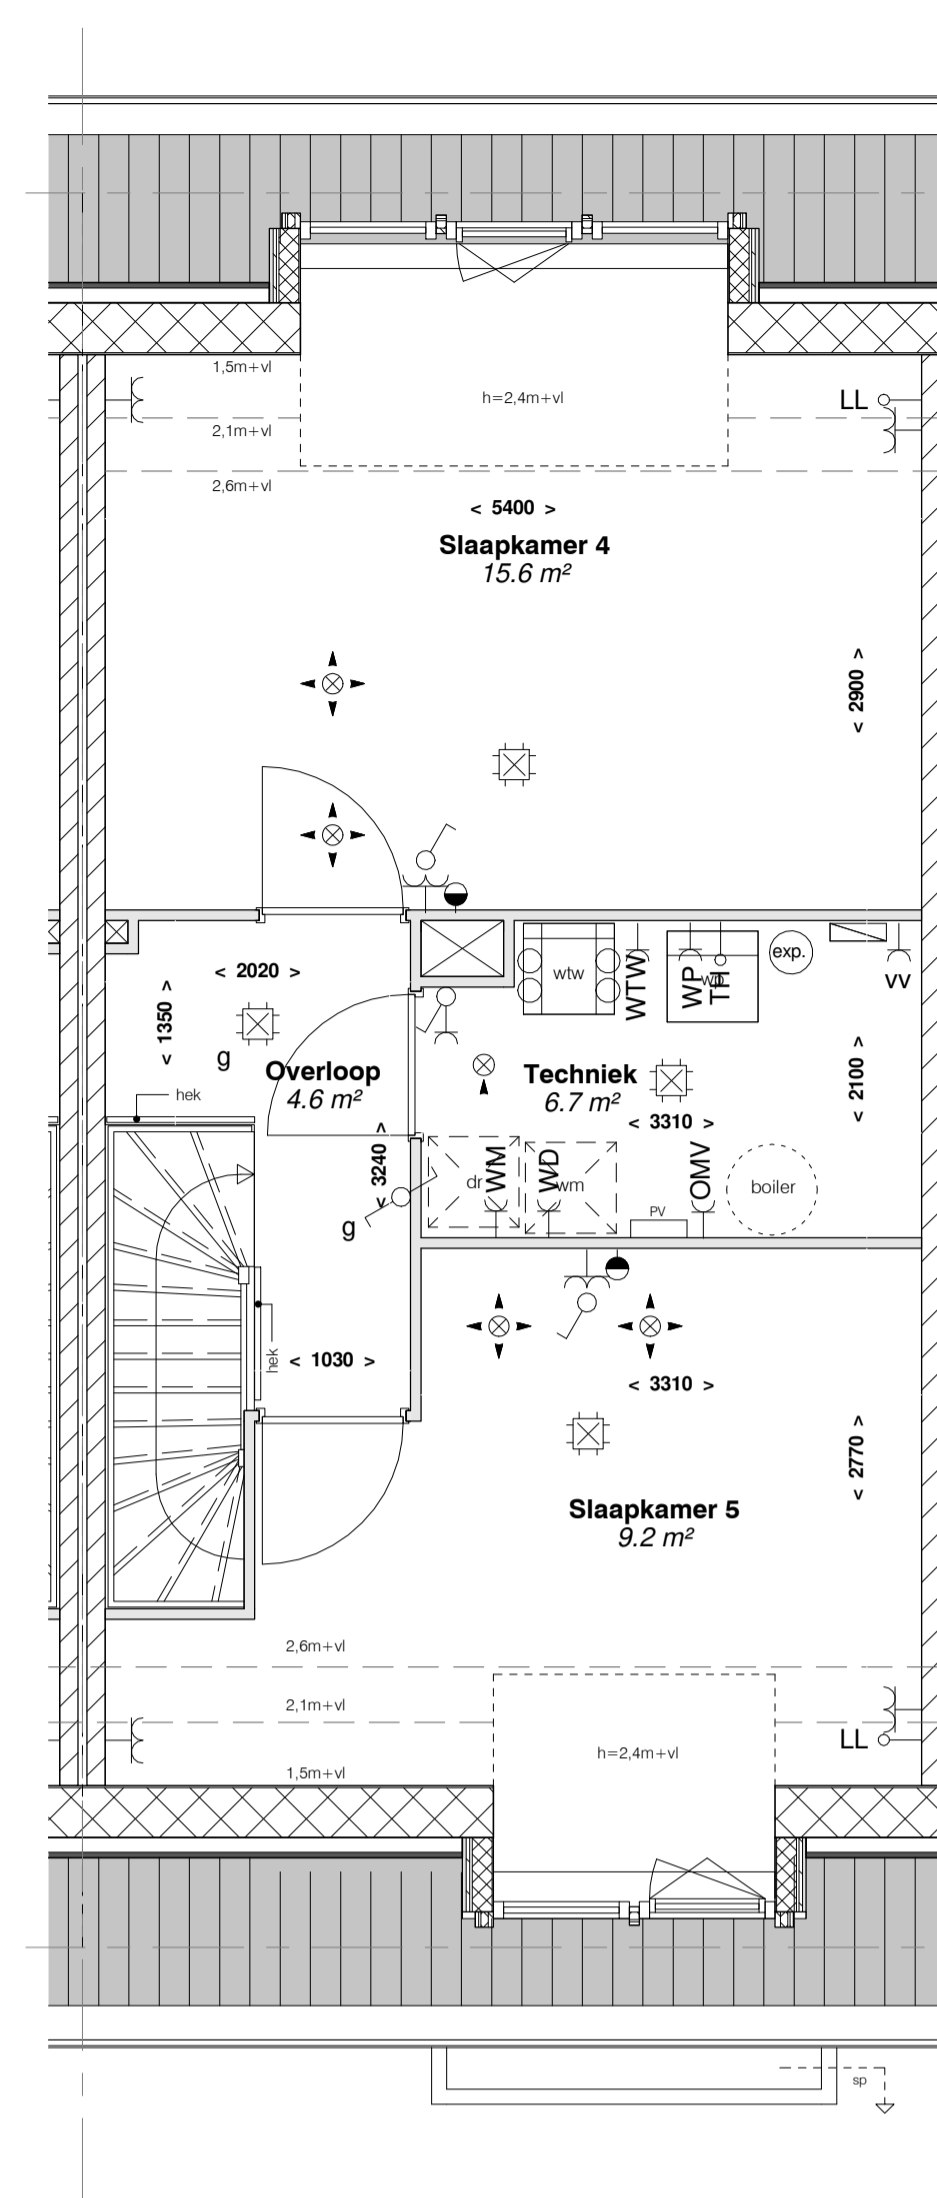 1,5m+vl
h=2,4m+vl
LL
2,1m+vl
2,6m+vl
< 5400 >
Slaapkamer 4
15.6 m²
< 2900 >
< 2020 >
< 1350 >
g
wtw
WTW
WP
wp
TH
exp.
vv
Overloop
4.6 m²
Techniek
6.7 m²
< 2100 >
< 3310 >
hek
< 3240 >
g
dr
WM
WD
wm
OMV
PV
boiler
hek
< 1030 >
< 3310 >
< 2770 >
Slaapkamer 5
9.2 m²
2,6m+vl
2,1m+vl
h=2,4m+vl
LL
1,5m+vl
sp